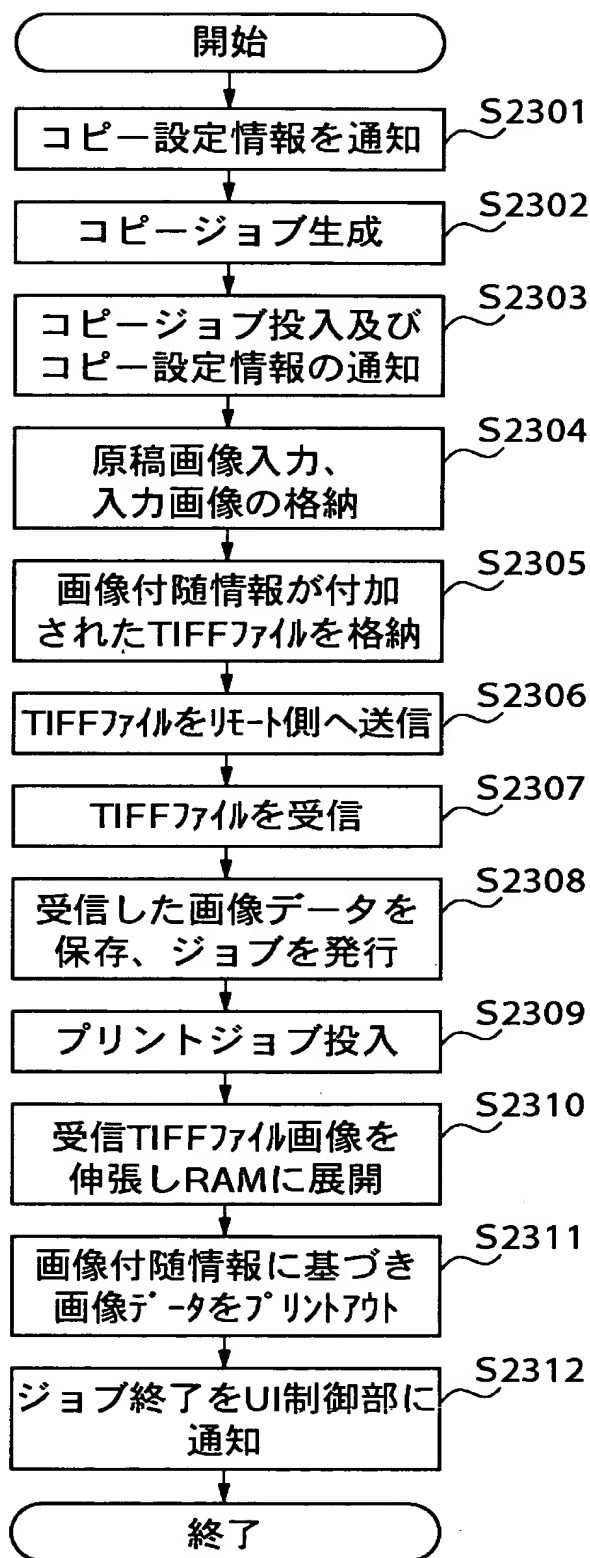 開始
S2301
コピー設定情報を通知
S2302
コピージョブ生成
S2303
コピージョブ投入及び
コピー設定情報の通知
S2304
原稿画像入力、
入力画像の格納
S2305
画像付随情報が付加
されたTIFFファイルを格納
S2306
TIFFファイルをリモート側へ送信
S2307
TIFFファイルを受信
S2308
受信した画像データを
保存、ジョブを発行
S2309
プリントジョブ投入
S2310
受信TIFFファイル画像を
伸張しRAMに展開
S2311
画像付随情報に基づき
画像データをプリントアウト
S2312
ジョブ終了をUI制御部に
通知
終了